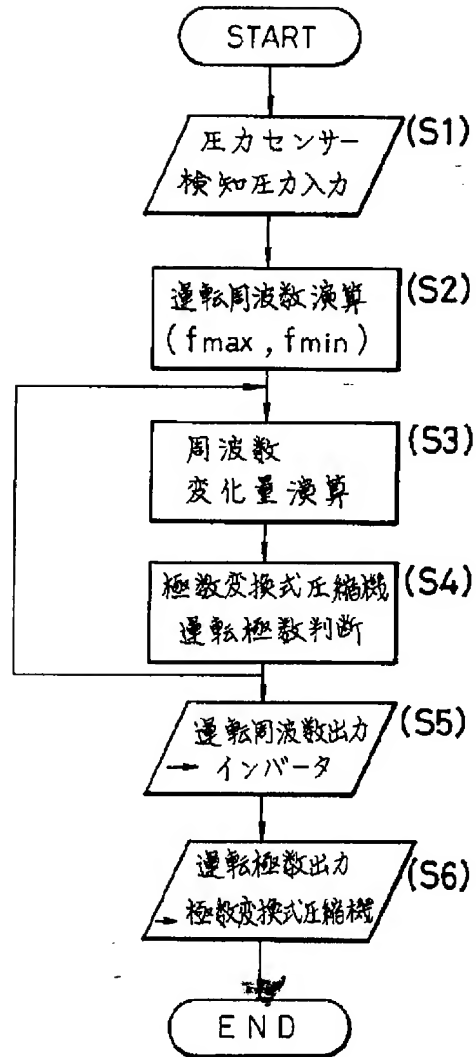 START
圧力センサー
検知圧力入力
(S1)
運転周波数演算
(fmax, fmin)
(S2)
周波数
変化量演算
(S3)
極数変換式圧縮機
運転極数判断
(S4)
運転周波数出力
→ インバータ
(S5)
運転極数出力
→ 極数変換式圧縮機
(S6)
END